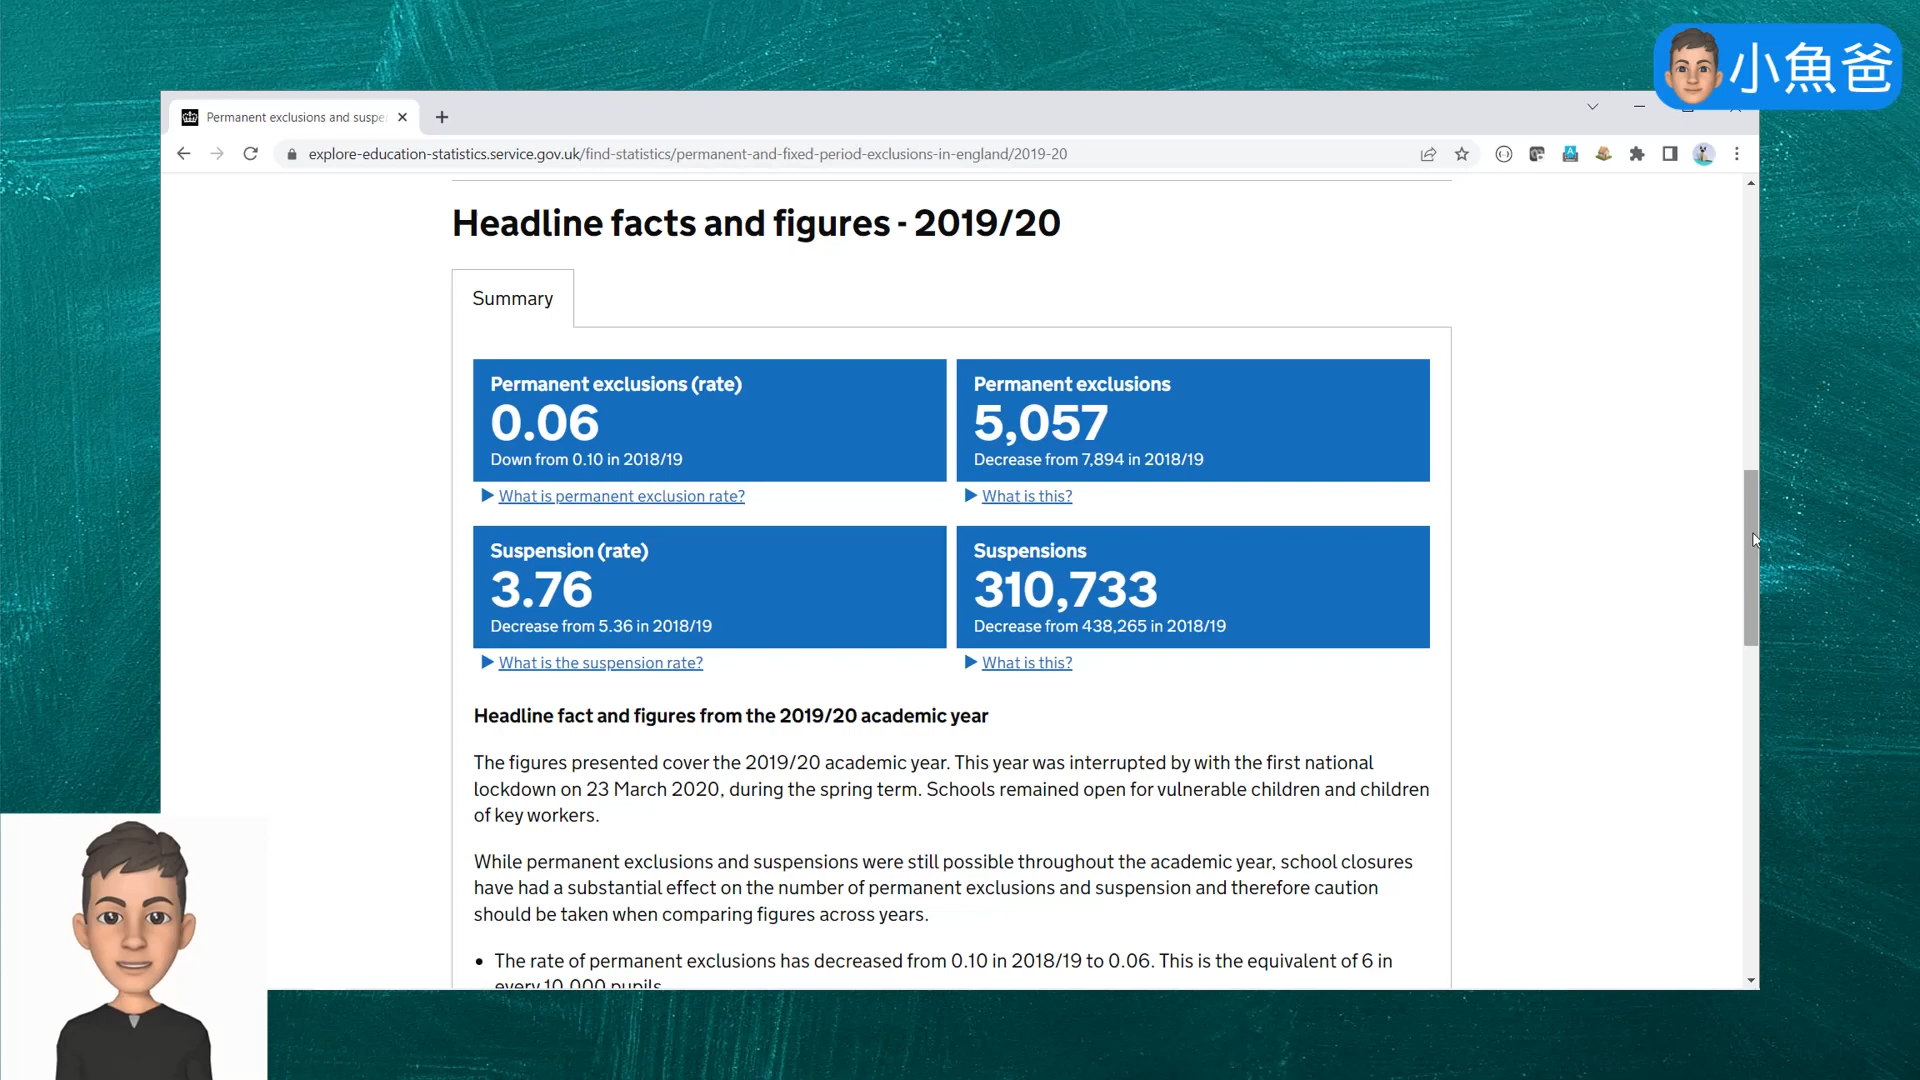 小魚爸
Permanent exclusions and suspe
explore-education-statistics.service.gov.uk/find-statistics/permanent-and-fixed-period-exclusions-in-england/2019-20
Headline facts and figures - 2019/20
Summary
Permanent exclusions (rate)
0.06
Down from 0.10 in 2018/19
What is permanent exclusion rate?
Permanent exclusions
5,057
Decrease from 7,894 in 2018/19
What is this?
Suspension (rate)
3.76
Decrease from 5.36 in 2018/19
What is the suspension rate?
Suspensions
310,733
Decrease from 438,265 in 2018/19
What is this?
Headline fact and figures from the 2019/20 academic year
The figures presented cover the 2019/20 academic year. This year was interrupted by with the first national
lockdown on 23 March 2020, during the spring term. Schools remained open for vulnerable children and children
of key workers.
While permanent exclusions and suspensions were still possible throughout the academic year, school closures
have had a substantial effect on the number of permanent exclusions and suspension and therefore caution
should be taken when comparing figures across years.
• The rate of permanent exclusions has decreased from 0.10 in 2018/19 to 0.06. This is the equivalent of 6 in
every 10,000 pupils.